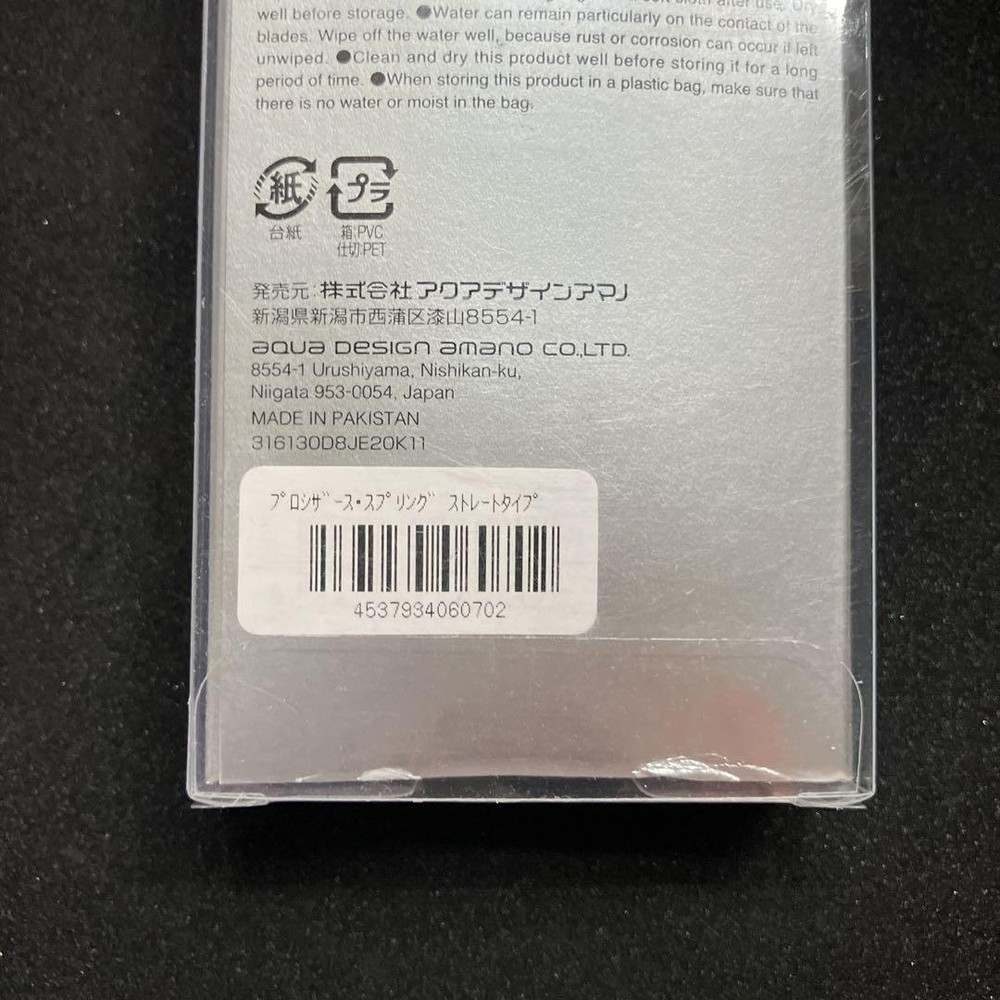 soft cloth after use. Dry
well before storage. ●Water can remain particularly on the contact of the
blades. Wipe off the water well, because rust or corrosion can occur if left
unwiped. ●Clean and dry this product well before storing it for a long
period of time. ●When storing this product in a plastic bag, make sure that
there is no water or moist in the bag.
紙 プラ
台紙 箱:PVC
仕切:PET
発売元:株式会社アクアデザインアマノ
新潟県新潟市西蒲区漆山8554-1
AQUA DESIGN AMANO CO.,LTD.
8554-1 Urushiyama, Nishikan-ku,
Niigata 953-0054, Japan
MADE IN PAKISTAN
316130D8JE20K11
ﾌﾟﾛｼｻﾞｰｽ･ｽﾌﾟﾘﾝｸﾞ ｽﾄﾚｰﾄﾀｲﾌﾟ
4537934060702